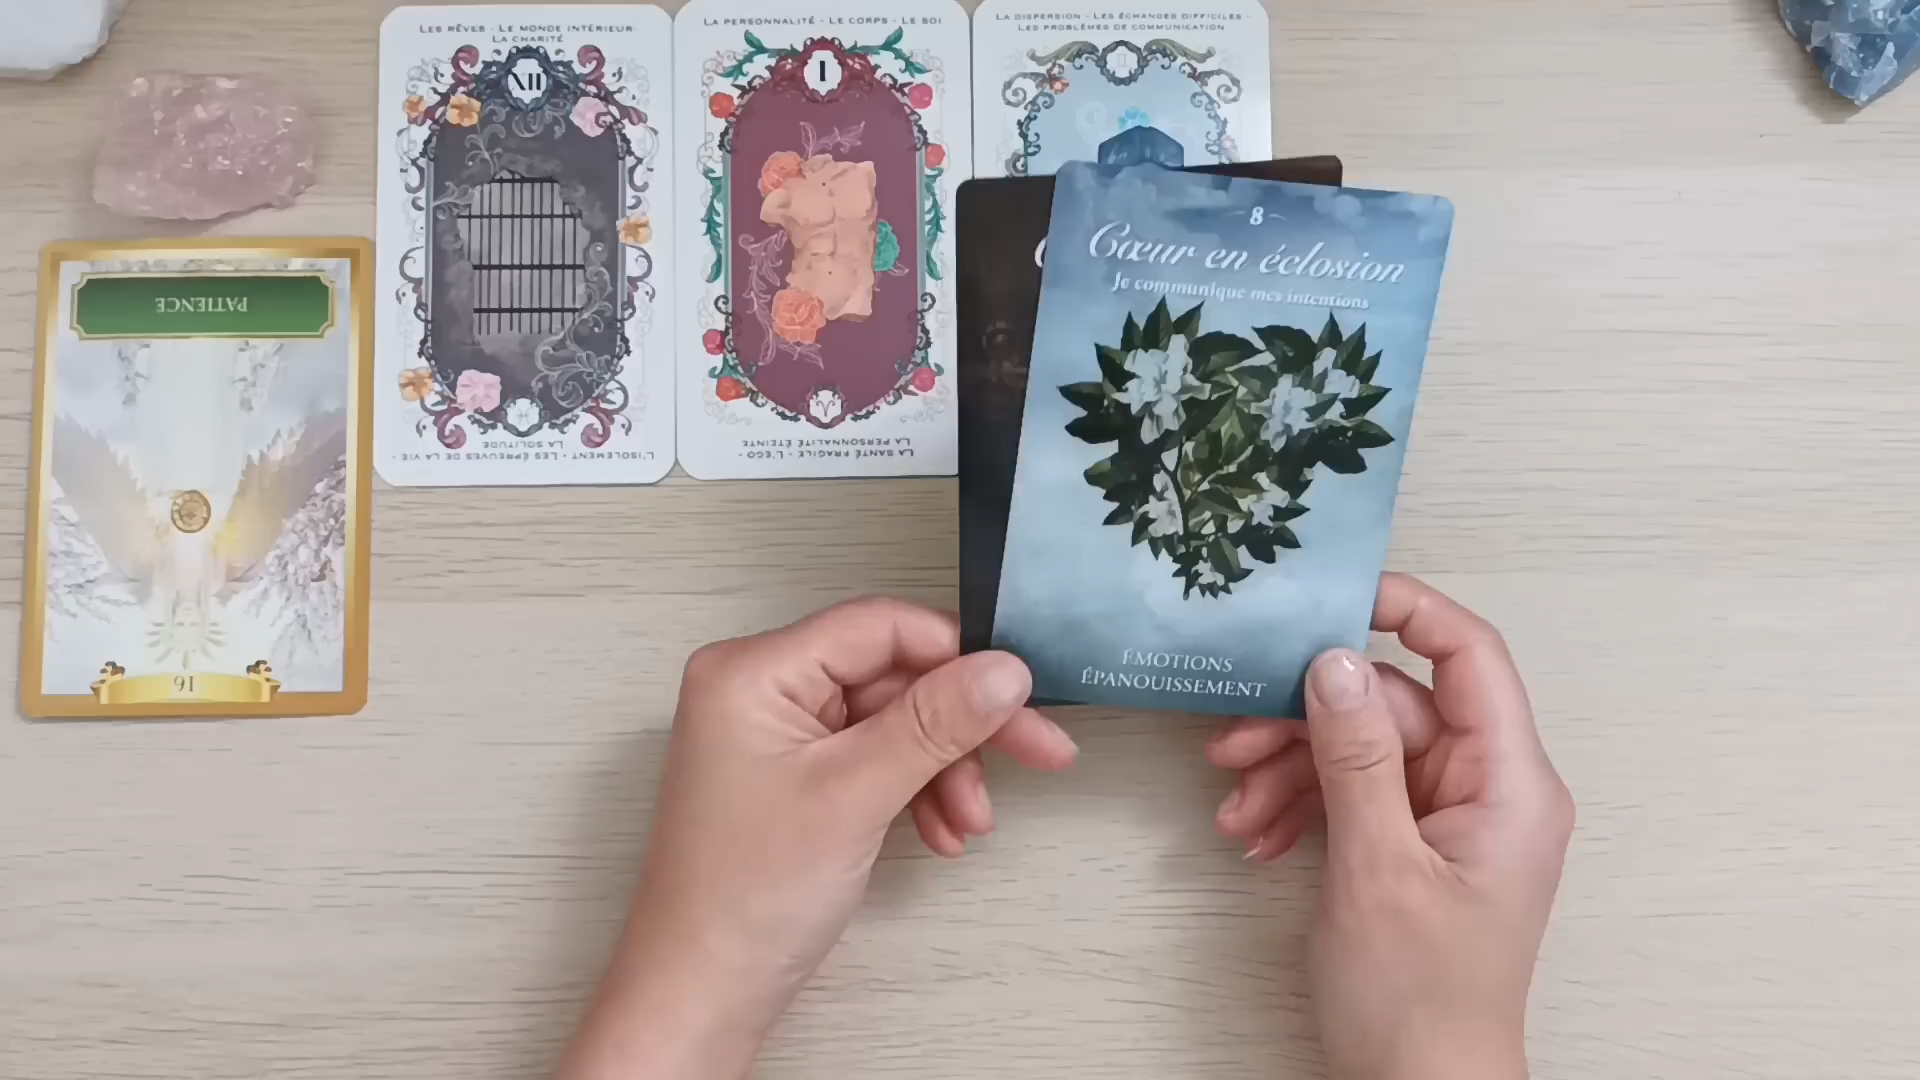 LES RÊVES - LE MONDE INTÉRIEUR-
LA CHARITÉ
XII
LA SOLITUDE
L'ISOLEMENT - LES ÉPREUVES DE LA VIE -
LA PERSONNALITÉ - LE CORPS - LE SOI
I
LA PERSONNALITÉ ÉTEINTE
LA SANTÉ FRAGILE - L'EGO -
LA DISPERSION - LES ÉCHANGES DIFFICILES -
LES PROBLÈMES DE COMMUNICATION
PATIENCE
16
8
Cœur en éclosion
Je communique mes intentions
ÉMOTIONS
ÉPANOUISSEMENT